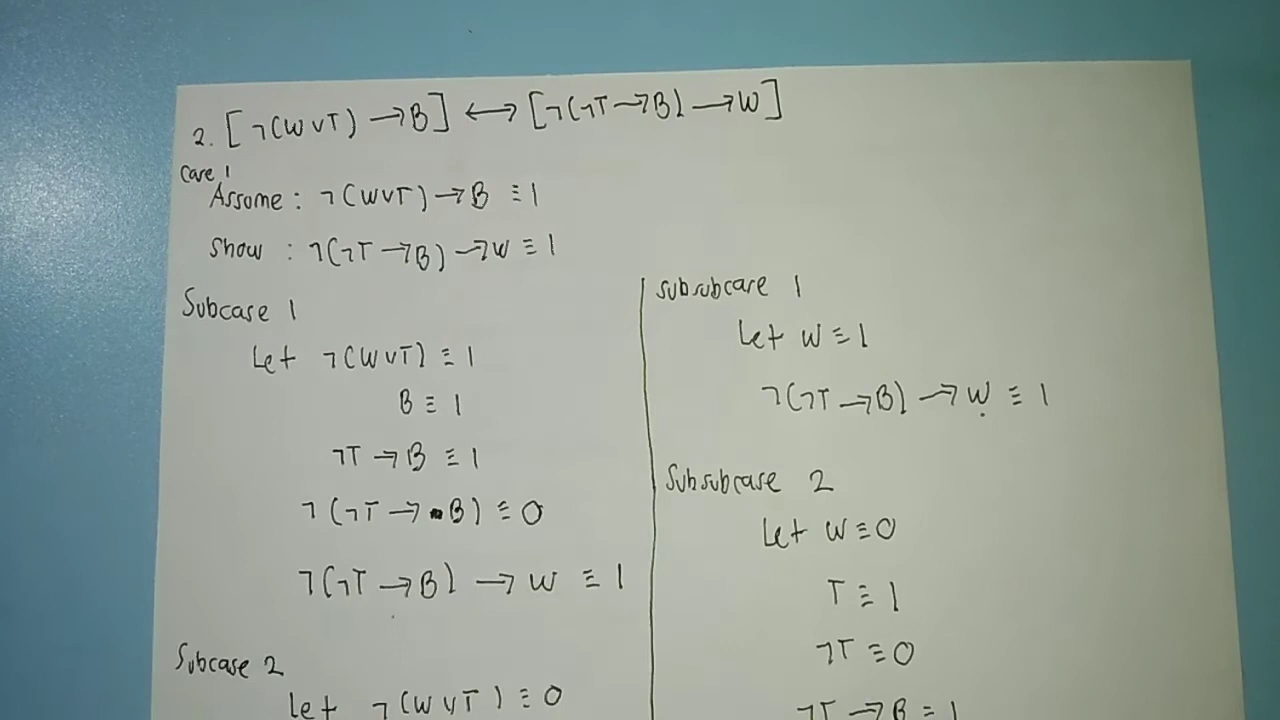 2. [¬(W∨T) → B] ⟷ [¬(¬T → B) → W]
Case 1
Assume : ¬(W∨T) → B ≡ 1
Show : ¬(¬T → B) → W ≡ 1
Subcase 1
Let ¬(W∨T) ≡ 1
B ≡ 1
¬T → B ≡ 1
¬(¬T → B) ≡ 0
¬(¬T → B) → W ≡ 1
Subcase 2
Let ¬(W∨T) ≡ 0
Subsubcase 1
Let W ≡ 1
¬(¬T → B) → W ≡ 1
Subsubcase 2
Let W ≡ 0
T ≡ 1
¬T ≡ 0
¬T → B ≡ 1